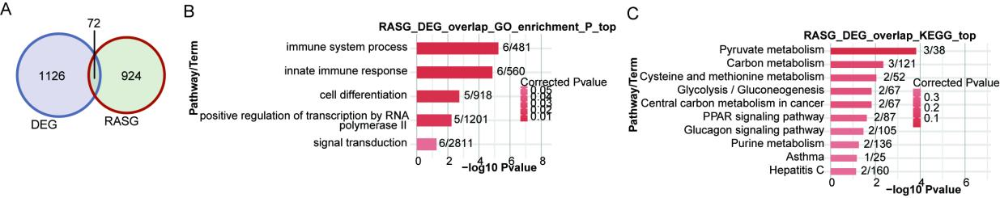 A
72
1126
924
DEG
RASG
B
RASG_DEG_overlap_GO_enrichment_P_top
Pathway/Term
immune system process
6/481
innate immune response
6/560
cell differentiation
5/918
positive regulation of transcription by RNA
polymerase II
5/1201
signal transduction
6/2811
Corrected Pvalue
0.05
0.04
0.03
0.02
0.01
0 2 4 6 8
−log10 Pvalue
C
RASG_DEG_overlap_KEGG_top
Pathway/Term
Pyruvate metabolism
3/38
Carbon metabolism
3/121
Cysteine and methionine metabolism
2/52
Glycolysis / Gluconeogenesis
2/67
Central carbon metabolism in cancer
2/67
PPAR signaling pathway
2/87
Glucagon signaling pathway
2/105
Purine metabolism
2/136
Asthma
1/25
Hepatitis C
2/160
Corrected Pvalue
0.3
0.2
0.1
0 2 4 6
−log10 Pvalue